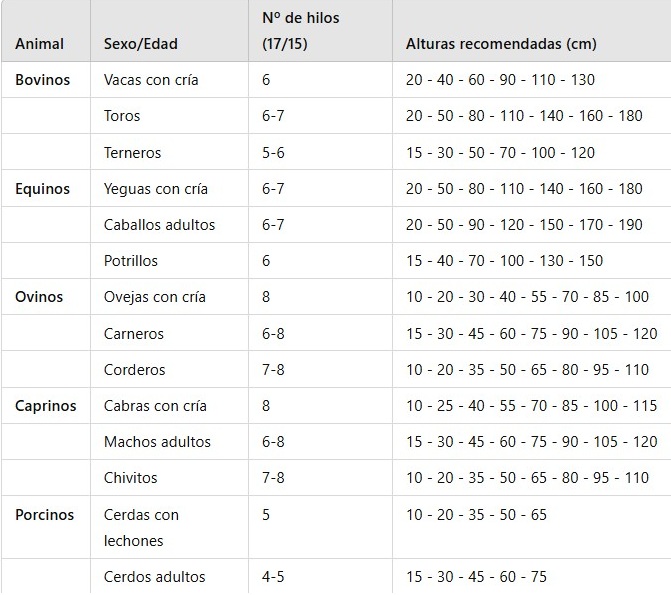 Animal Sexo/Edad Nº de hilos (17/15) Alturas recomendadas (cm)
Bovinos Vacas con cría 6 20 - 40 - 60 - 90 - 110 - 130
Toros 6-7 20 - 50 - 80 - 110 - 140 - 160 - 180
Terneros 5-6 15 - 30 - 50 - 70 - 100 - 120
Equinos Yeguas con cría 6-7 20 - 50 - 80 - 110 - 140 - 160 - 180
Caballos adultos 6-7 20 - 50 - 90 - 120 - 150 - 170 - 190
Potrillos 6 15 - 40 - 70 - 100 - 130 - 150
Ovinos Ovejas con cría 8 10 - 20 - 30 - 40 - 55 - 70 - 85 - 100
Carneros 6-8 15 - 30 - 45 - 60 - 75 - 90 - 105 - 120
Corderos 7-8 10 - 20 - 35 - 50 - 65 - 80 - 95 - 110
Caprinos Cabras con cría 8 10 - 25 - 40 - 55 - 70 - 85 - 100 - 115
Machos adultos 6-8 15 - 30 - 45 - 60 - 75 - 90 - 105 - 120
Chivitos 7-8 10 - 20 - 35 - 50 - 65 - 80 - 95 - 110
Porcinos Cerdas con lechones 5 10 - 20 - 35 - 50 - 65
Cerdos adultos 4-5 15 - 30 - 45 - 60 - 75